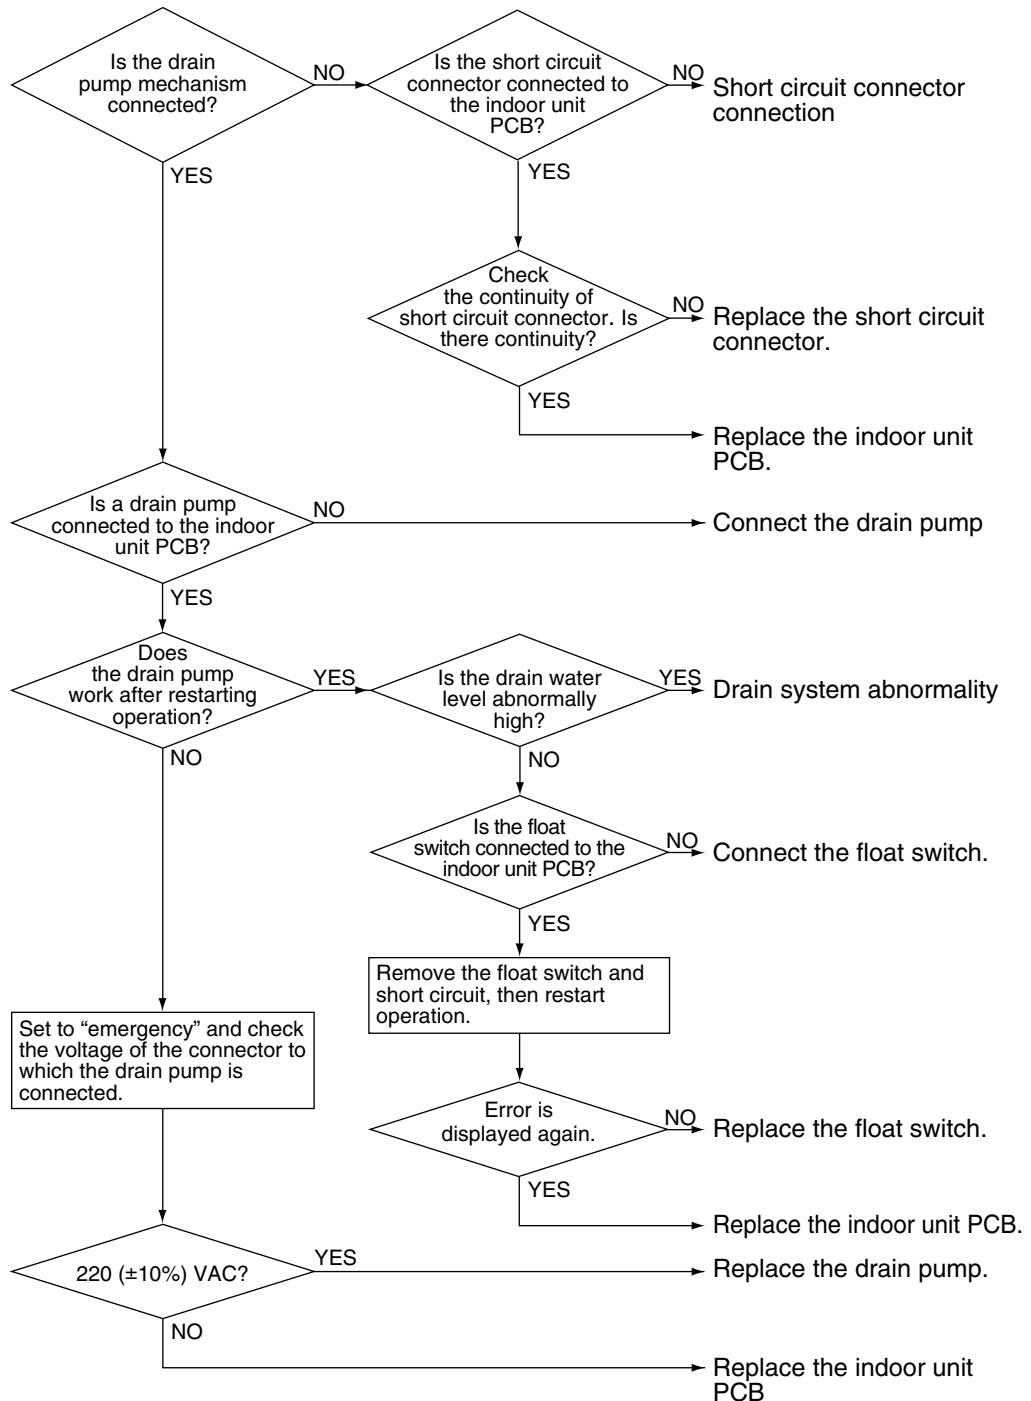 Is the drain
pump mechanism
connected?
NO
Is the short circuit
connector connected to
the indoor unit
PCB?
NO
Short circuit connector
connection
YES
YES
Check
the continuity of
short circuit connector. Is
there continuity?
NO
Replace the short circuit
connector.
YES
Replace the indoor unit
PCB.
Is a drain pump
connected to the indoor
unit PCB?
NO
Connect the drain pump
YES
Does
the drain pump
work after restarting
operation?
YES
Is the drain water
level abnormally
high?
YES
Drain system abnormality
NO
NO
Is the float
switch connected to the
indoor unit PCB?
NO
Connect the float switch.
YES
Remove the float switch and
short circuit, then restart
operation.
Set to “emergency” and check
the voltage of the connector to
which the drain pump is
connected.
Error is
displayed again.
NO
Replace the float switch.
YES
Replace the indoor unit PCB.
220 (±10%) VAC?
YES
Replace the drain pump.
NO
Replace the indoor unit
PCB